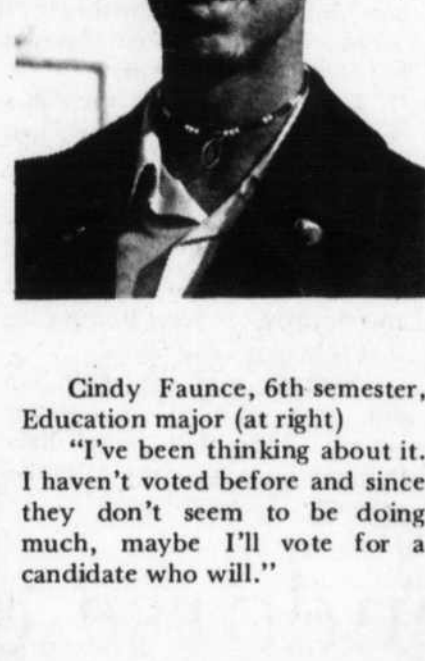 Cindy Faunce, 6th semester,
Education major (at right)
"I've been thinking about it.
I haven't voted before and since
they don't seem to be doing
much, maybe I'll vote for a
candidate who will."